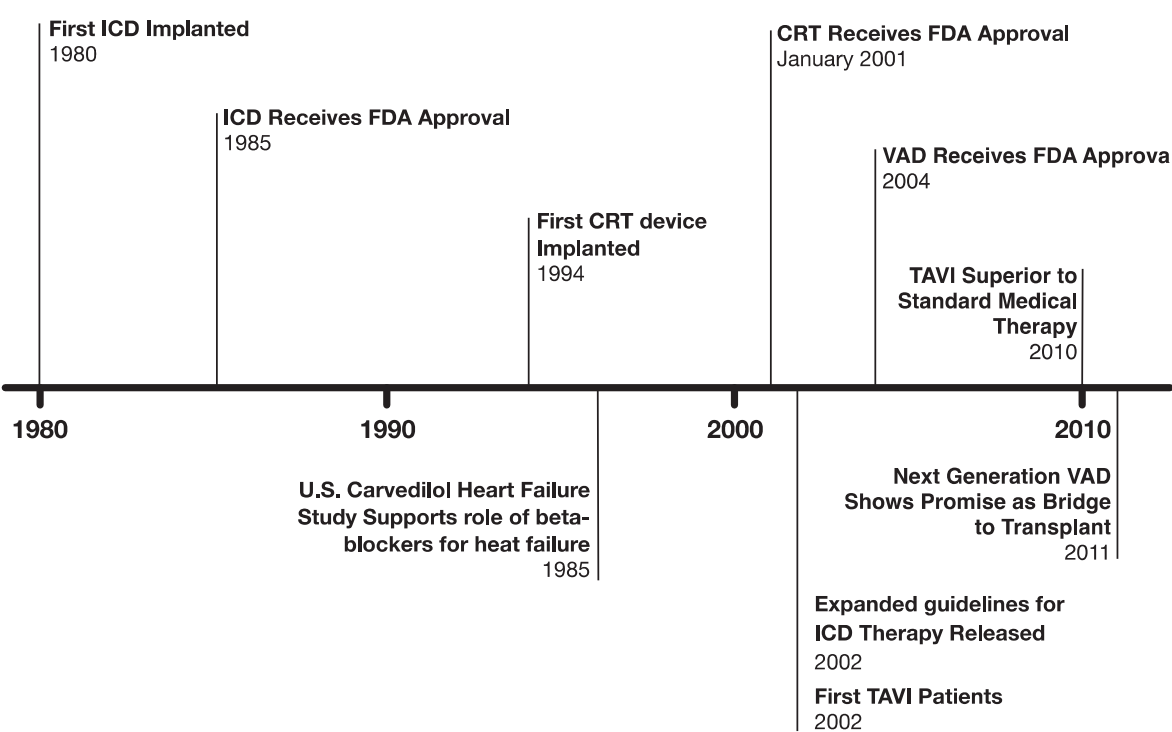 First ICD Implanted
1980
CRT Receives FDA Approval
January 2001
ICD Receives FDA Approval
1985
VAD Receives FDA Approva
2004
First CRT device
Implanted
1994
TAVI Superior to
Standard Medical
Therapy
2010
1980
1990
2000
2010
U.S. Carvedilol Heart Failure
Study Supports role of beta-
blockers for heat failure
1985
Next Generation VAD
Shows Promise as Bridge
to Transplant
2011
Expanded guidelines for
ICD Therapy Released
2002
First TAVI Patients
2002